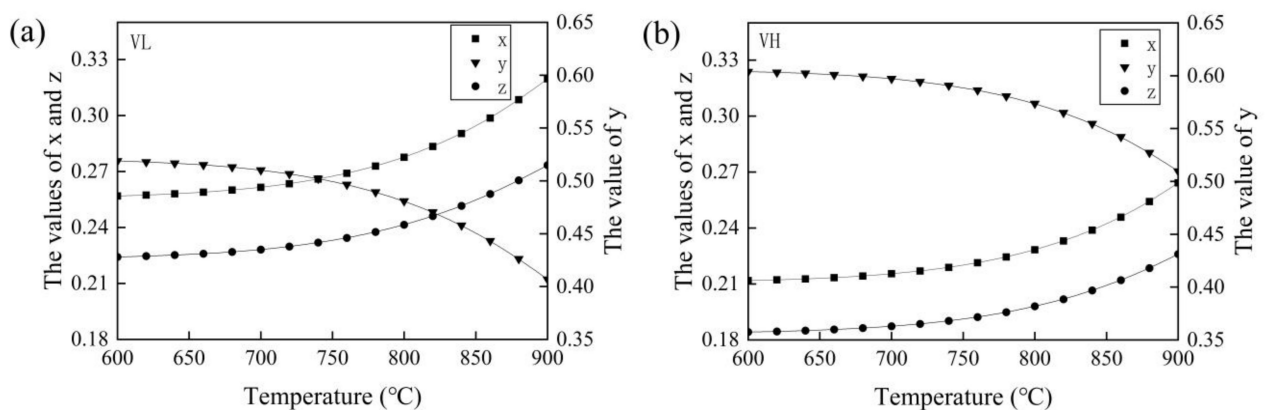 (a)
VL
x
y
z
The values of x and z
0.33
0.30
0.27
0.24
0.21
0.18
0.65
0.60
0.55
0.50
0.45
0.40
0.35
The value of y
600 650 700 750 800 850 900
Temperature (℃)
(b)
VH
x
y
z
The values of x and z
0.33
0.30
0.27
0.24
0.21
0.18
0.65
0.60
0.55
0.50
0.45
0.40
0.35
The value of y
600 650 700 750 800 850 900
Temperature (℃)